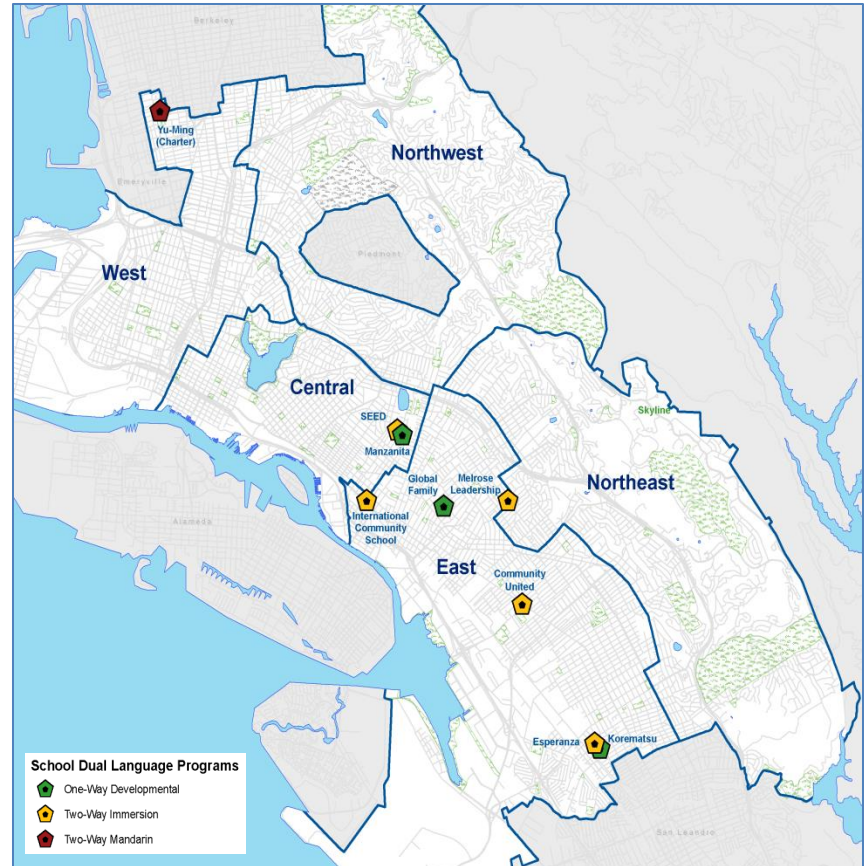 Berkeley
Yu-Ming
(Charter)
Northwest
Emeryville
Piedmont
West
Central
SEED
Manzanita
Skyline
Global
Family
Melrose
Leadership
Northeast
International
Community
School
Alameda
East
Community
United
Esperanza
Korematsu
San Leandro
School Dual Language Programs
One-Way Developmental
Two-Way Immersion
Two-Way Mandarin